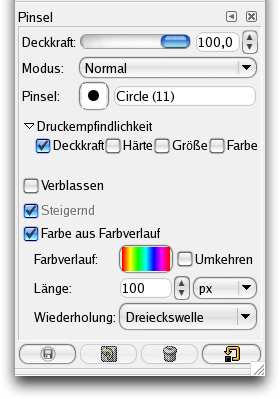 Pinsel
Deckkraft: 100,0
Modus: Normal
Pinsel: Circle (11)
Druckempfindlichkeit
Deckkraft Härte Größe Farbe
Verblassen
Steigernd
Farbe aus Farbverlauf
Farbverlauf: Umkehren
Länge: 100 px
Wiederholung: Dreieckswelle